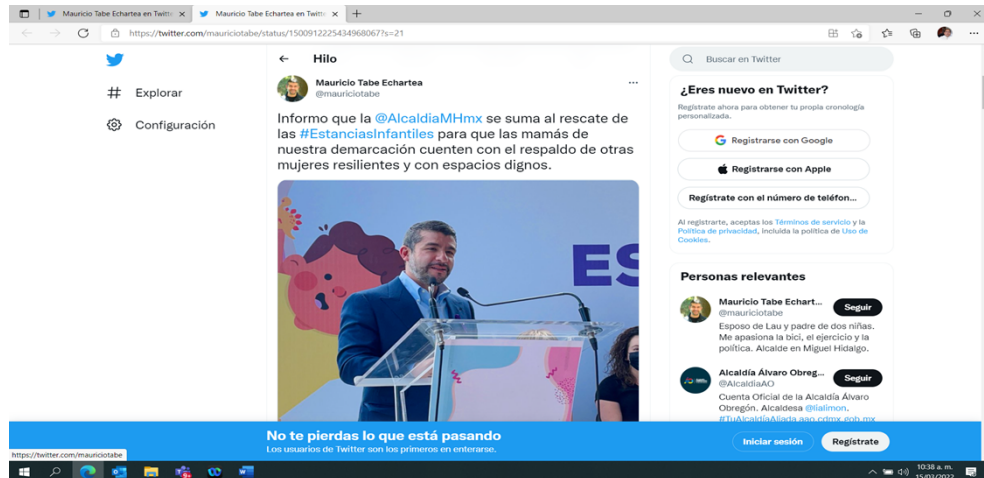 Mauricio Tabe Echartea en Twitt
Mauricio Tabe Echartea en Twitt
https://twitter.com/mauriciotabe/status/1500912225434968067?s=21
Explorar
Configuración
Hilo
Mauricio Tabe Echartea
@mauriciotabe
Informo que la @AlcaldiaMHmx se suma al rescate de
las #EstanciasInfantiles para que las mamás de
nuestra demarcación cuenten con el respaldo de otras
mujeres resilientes y con espacios dignos.
ES
Buscar en Twitter
¿Eres nuevo en Twitter?
Regístrate ahora para obtener tu propia cronología
personalizada.
Registrarse con Google
Registrarse con Apple
Regístrate con el número de teléfon...
Al registrarte, aceptas los Términos de servicio y la
Política de privacidad, incluida la política de Uso de
Cookies.
Personas relevantes
Mauricio Tabe Echart...
@mauriciotabe
Seguir
Esposo de Lau y padre de dos niñas.
Me apasiona la bici, el ejercicio y la
política. Alcalde en Miguel Hidalgo.
Alcaldía Álvaro Obreg...
@AlcaldiaAO
Seguir
Cuenta Oficial de la Alcaldía Álvaro
Obregón. Alcaldesa @lialimon.
#TuAlcaldíaAliada aao.cdmx.gob.mx
No te pierdas lo que está pasando
Los usuarios de Twitter son los primeros en enterarse.
Iniciar sesión
Regístrate
https://twitter.com/mauriciotabe
10:38 a. m.
15/03/2022